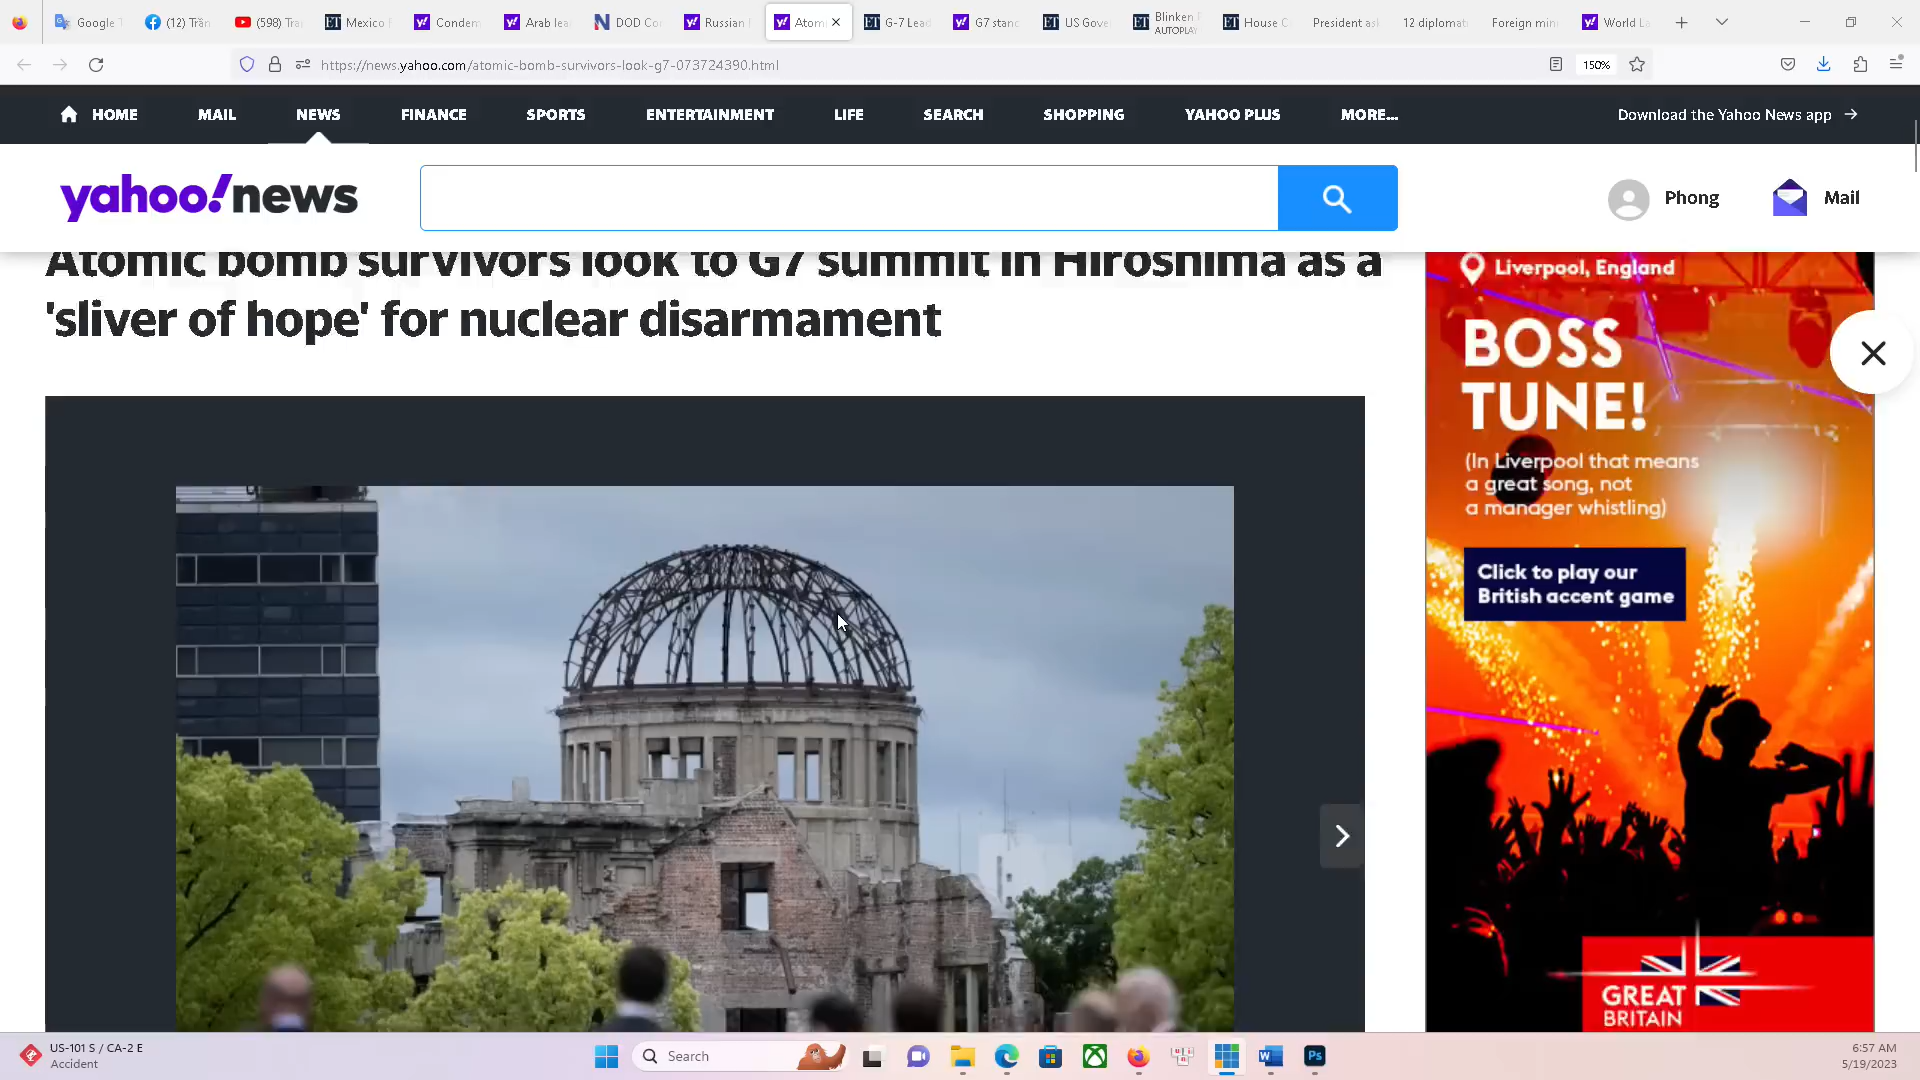 Google T
(12) Trần
(598) Tra
Mexico
Condem
Arab lea
DOD Co
Russian
Atom
G-7 Lead
G7 stand
US Gove
Blinken
AUTOPLAY
House C
President as
12 diplomat
Foreign min
World L
https://news.yahoo.com/atomic-bomb-survivors-look-g7-073724390.html
150%
HOME
MAIL
NEWS
FINANCE
SPORTS
ENTERTAINMENT
LIFE
SEARCH
SHOPPING
YAHOO PLUS
MORE...
Download the Yahoo News app
yahoo!news
Phong
Mail
Atomic bomb survivors look to G7 summit in Hiroshima as a
'sliver of hope' for nuclear disarmament
Liverpool, England
BOSS
TUNE!
(In Liverpool that means
a great song, not
a manager whistling)
Click to play our
British accent game
GREAT
BRITAIN
US-101 S / CA-2 E
Accident
Search
6:57 AM
5/19/2023